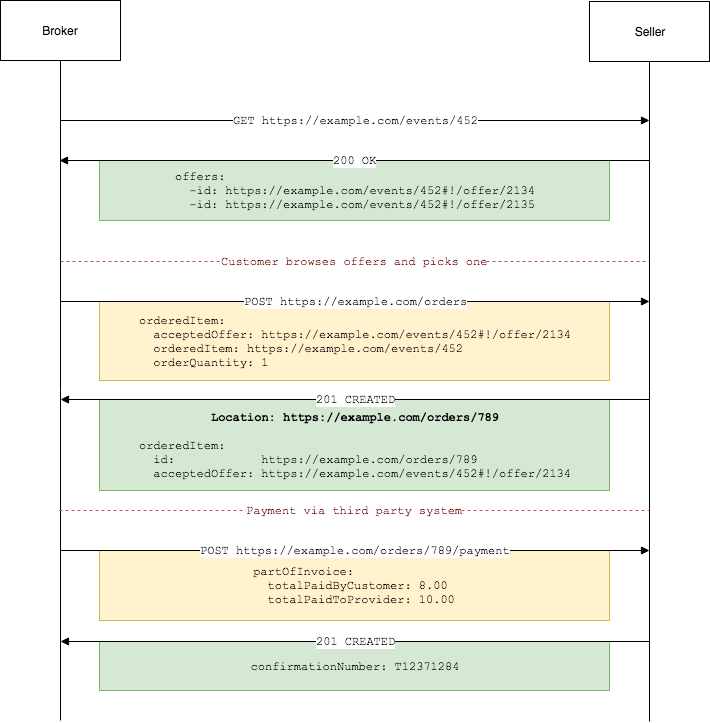 Broker
Seller
GET https://example.com/events/452
200 OK
offers:
-id: https://example.com/events/452#!/offer/2134
-id: https://example.com/events/452#!/offer/2135
Customer browses offers and picks one
POST https://example.com/orders
orderedItem:
acceptedOffer: https://example.com/events/452#!/offer/2134
orderedItem: https://example.com/events/452
orderQuantity: 1
201 CREATED
Location: https://example.com/orders/789
orderedItem:
id: https://example.com/orders/789
acceptedOffer: https://example.com/events/452#!/offer/2134
Payment via third party system
POST https://example.com/orders/789/payment
partOfInvoice:
totalPaidByCustomer: 8.00
totalPaidToProvider: 10.00
201 CREATED
confirmationNumber: T12371284